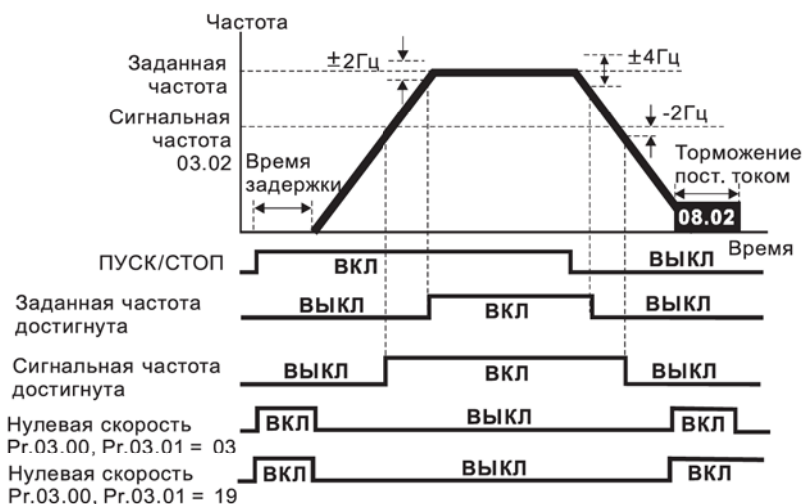 Частота
Заданная
частота
±2Гц
±4Гц
Сигнальная
частота
03.02
-2Гц
Время
задержки
Торможение
пост. током
08.02
Время
ПУСК/СТОП
ВКЛ
ВЫКЛ
Заданная частота
достигнута
ВЫКЛ
ВКЛ
ВЫКЛ
Сигнальная частота
достигнута
ВЫКЛ
ВКЛ
ВЫКЛ
Нулевая скорость
Pr.03.00, Pr.03.01 = 03
ВКЛ
ВЫКЛ
ВКЛ
Нулевая скорость
Pr.03.00, Pr.03.01 = 19
ВКЛ
ВЫКЛ
ВКЛ